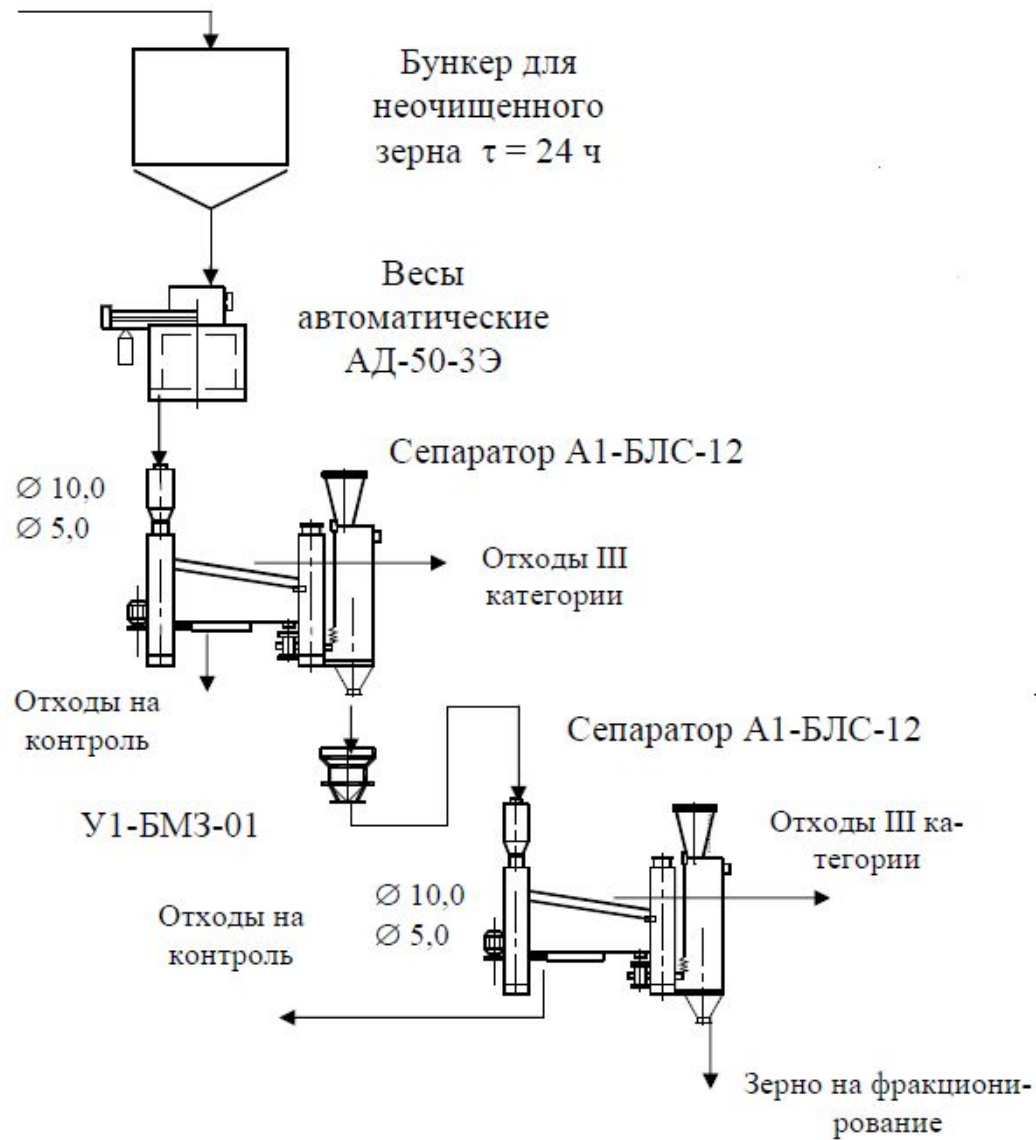 Бункер для
неочищенного
зерна τ = 24 ч
Весы
автоматические
АД-50-3Э
Сепаратор А1-БЛС-12
∅ 10,0
∅ 5,0
Отходы III
категории
Отходы на
контроль
Сепаратор А1-БЛС-12
У1-БМЗ-01
Отходы III ка-
тегории
∅ 10,0
∅ 5,0
Отходы на
контроль
Зерно на фракциони-
рование